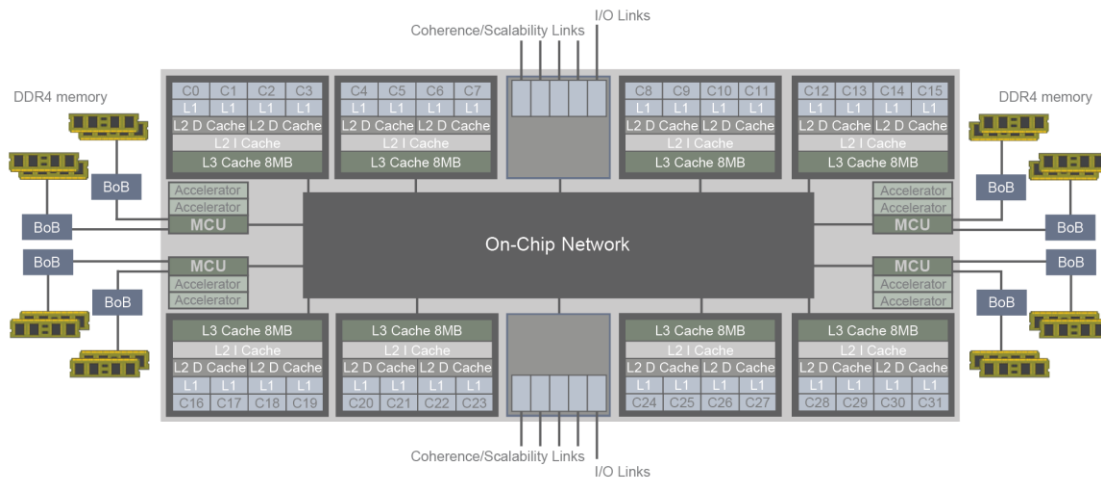 I/O Links
Coherence/Scalability Links
DDR4 memory
DDR4 memory
C0 C1 C2 C3
C4 C5 C6 C7
C8 C9 C10 C11
C12 C13 C14 C15
L1 L1 L1 L1
L1 L1 L1 L1
L1 L1 L1 L1
L1 L1 L1 L1
L2 D Cache L2 D Cache
L2 D Cache L2 D Cache
L2 D Cache L2 D Cache
L2 D Cache L2 D Cache
L2 I Cache
L2 I Cache
L2 I Cache
L2 I Cache
L3 Cache 8MB
L3 Cache 8MB
L3 Cache 8MB
L3 Cache 8MB
BoB
Accelerator
Accelerator
BoB
Accelerator
Accelerator
BoB
MCU
MCU
BoB
On-Chip Network
BoB
MCU
MCU
BoB
BoB
Accelerator
Accelerator
BoB
Accelerator
Accelerator
L3 Cache 8MB
L3 Cache 8MB
L3 Cache 8MB
L3 Cache 8MB
L2 I Cache
L2 I Cache
L2 I Cache
L2 I Cache
L2 D Cache L2 D Cache
L2 D Cache L2 D Cache
L2 D Cache L2 D Cache
L2 D Cache L2 D Cache
L1 L1 L1 L1
L1 L1 L1 L1
L1 L1 L1 L1
L1 L1 L1 L1
C16 C17 C18 C19
C20 C21 C22 C23
C24 C25 C26 C27
C28 C29 C30 C31
Coherence/Scalability Links
I/O Links